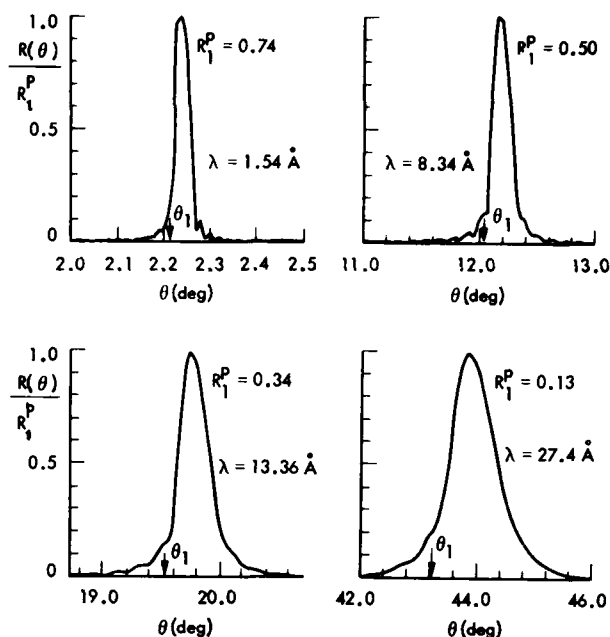 1.0
R(θ)
R₁ᴾ
0.5
0
R₁ᴾ = 0.74
λ = 1.54 Å
θ₁
2.0 2.1 2.2 2.3 2.4 2.5
θ(deg)
R₁ᴾ = 0.50
λ = 8.34 Å
θ₁
11.0 12.0 13.0
θ(deg)
1.0
R(θ)
R₁ᴾ
0.5
0
R₁ᴾ = 0.34
λ = 13.36 Å
θ₁
19.0 20.0
θ(deg)
R₁ᴾ = 0.13
λ = 27.4 Å
θ₁
42.0 44.0 46.0
θ(deg)